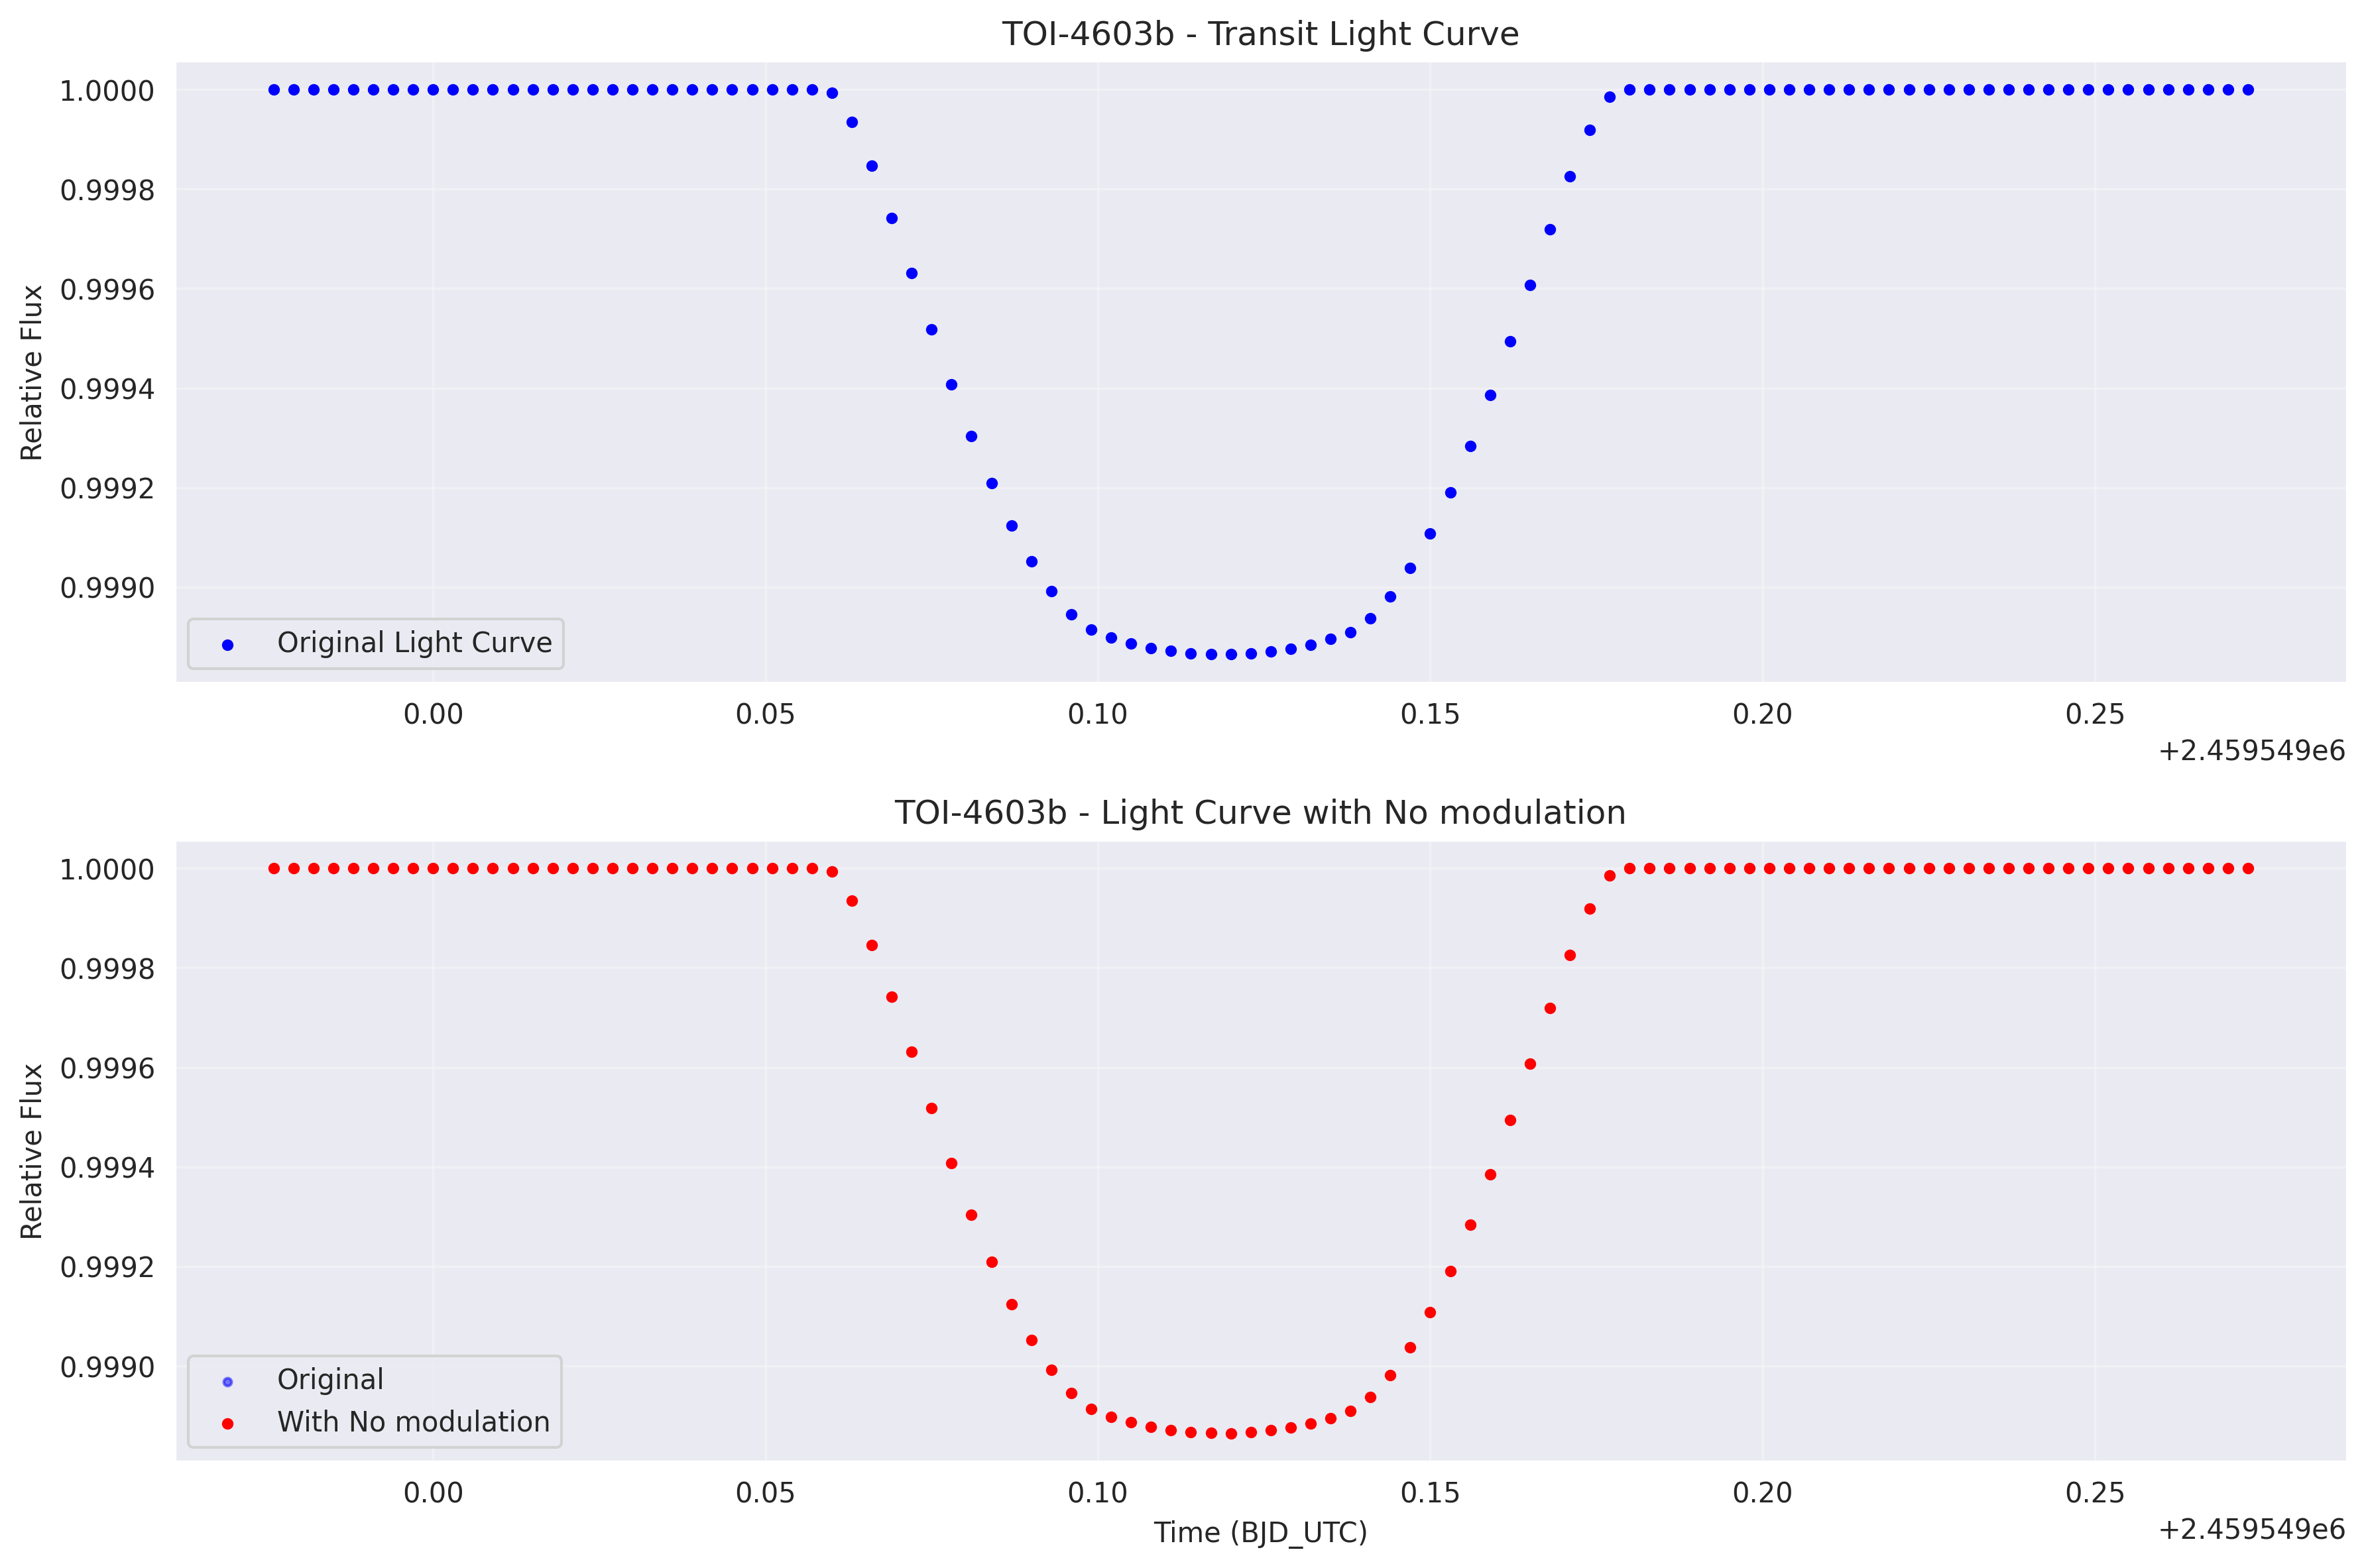 TOI-4603b - Transit Light Curve
1.0000
0.9998
0.9996
0.9994
0.9992
0.9990
Relative Flux
Original Light Curve
0.00 0.05 0.10 0.15 0.20 0.25
+2.459549e6
TOI-4603b - Light Curve with No modulation
1.0000
0.9998
0.9996
0.9994
0.9992
0.9990
Relative Flux
Original
With No modulation
0.00 0.05 0.10 0.15 0.20 0.25
Time (BJD_UTC)
+2.459549e6